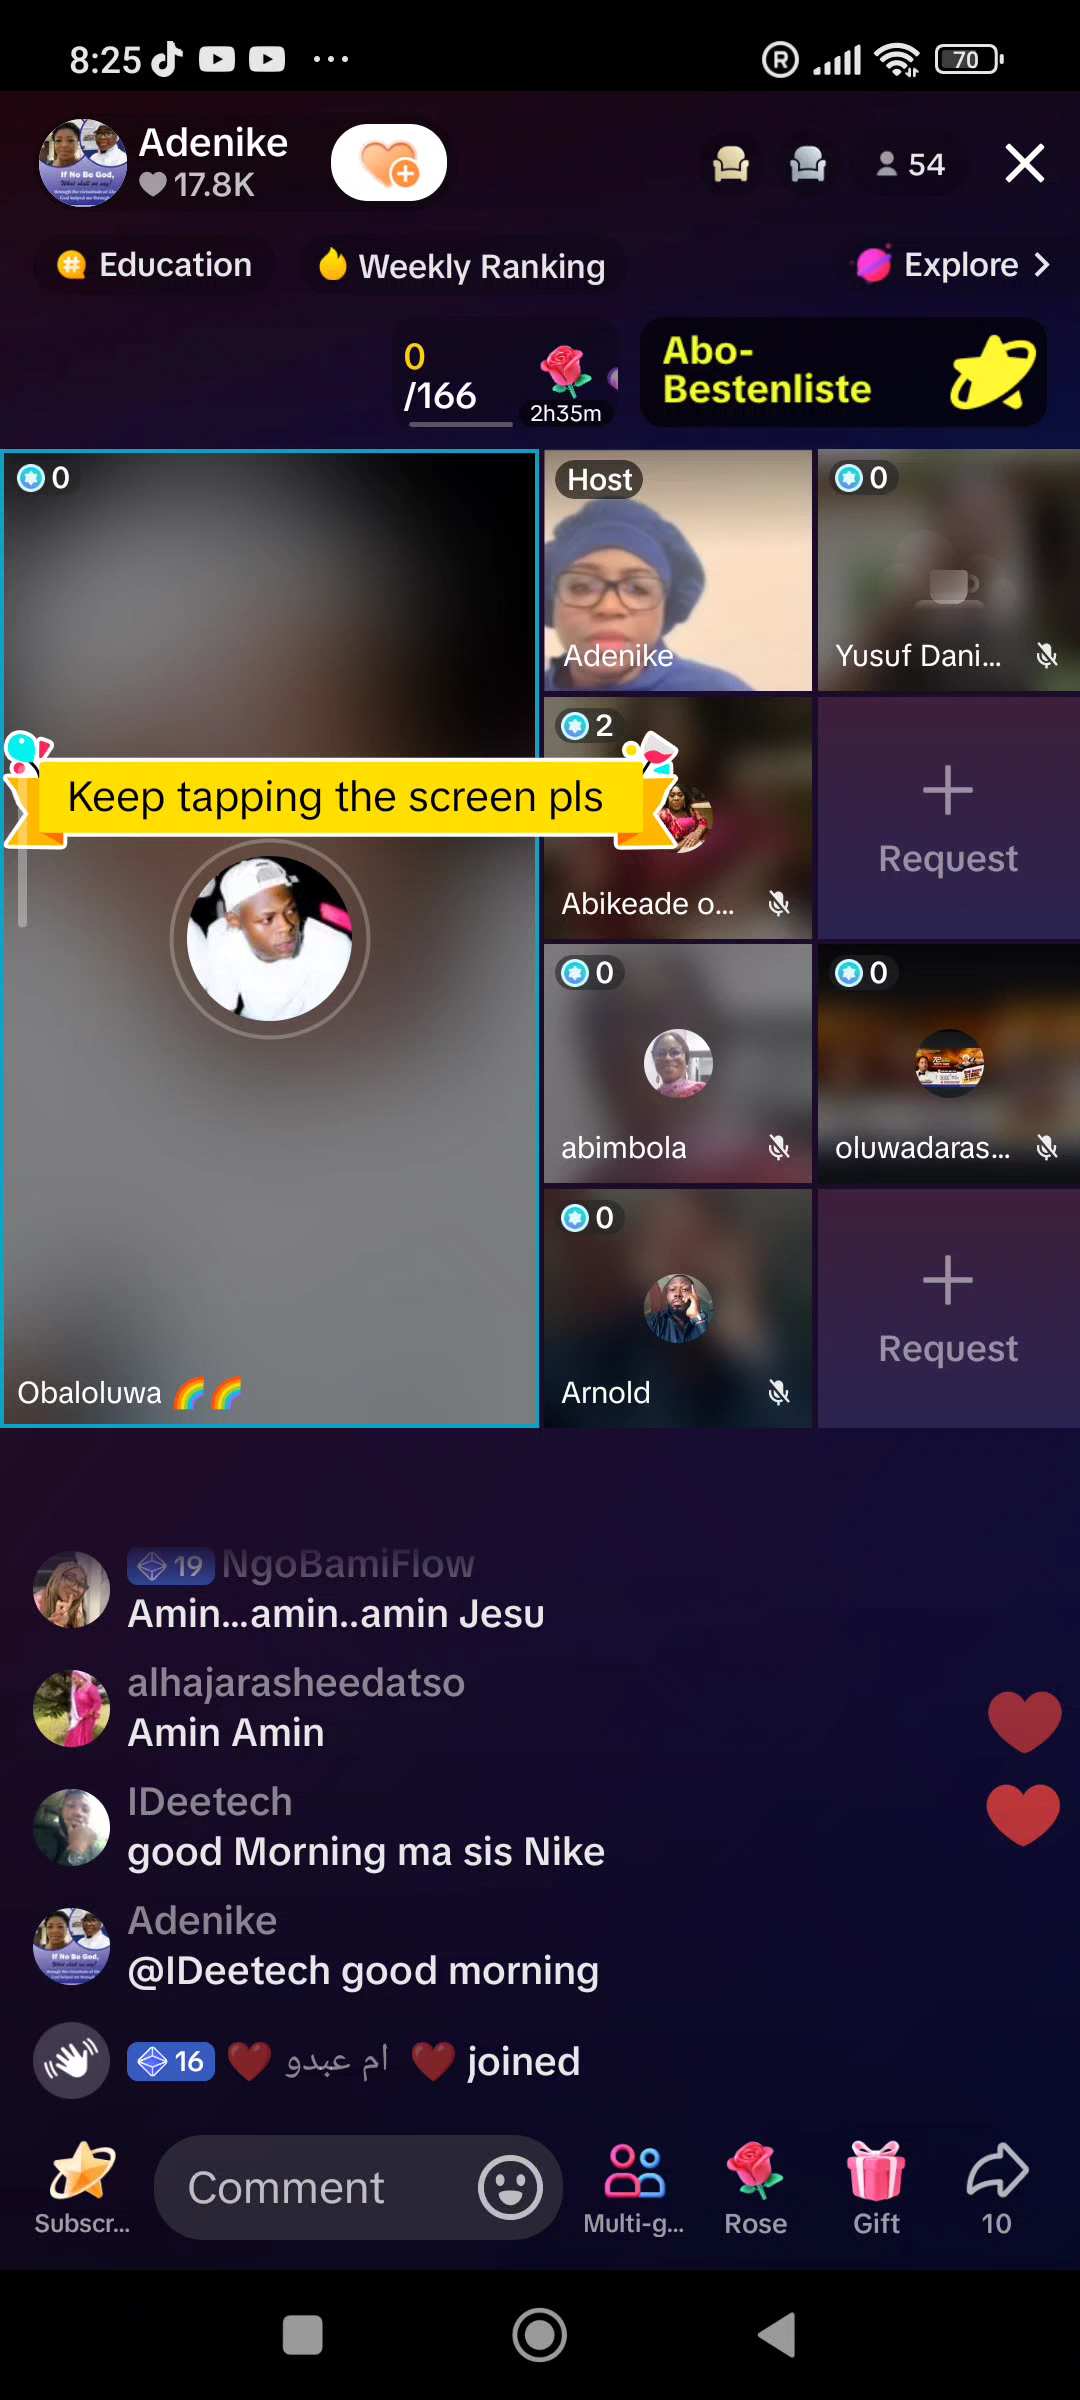 8:25
70
Adenike
17.8K
54
Education
Weekly Ranking
Explore
0
/166
2h35m
Abo-
Bestenliste
0
Host
Adenike
0
Yusuf Dani...
Keep tapping the screen pls
2
Abikeade o...
Request
0
abimbola
0
oluwadaras...
Obaloluwa 🌈🌈
0
Arnold
Request
19 NgoBamiFlow
Amin...amin..amin Jesu
alhajarasheedatso
Amin Amin
IDeetech
good Morning ma sis Nike
Adenike
@IDeetech good morning
16 ❤️ ام عبدو ❤️ joined
Comment
Subscr...
Multi-g...
Rose
Gift
10